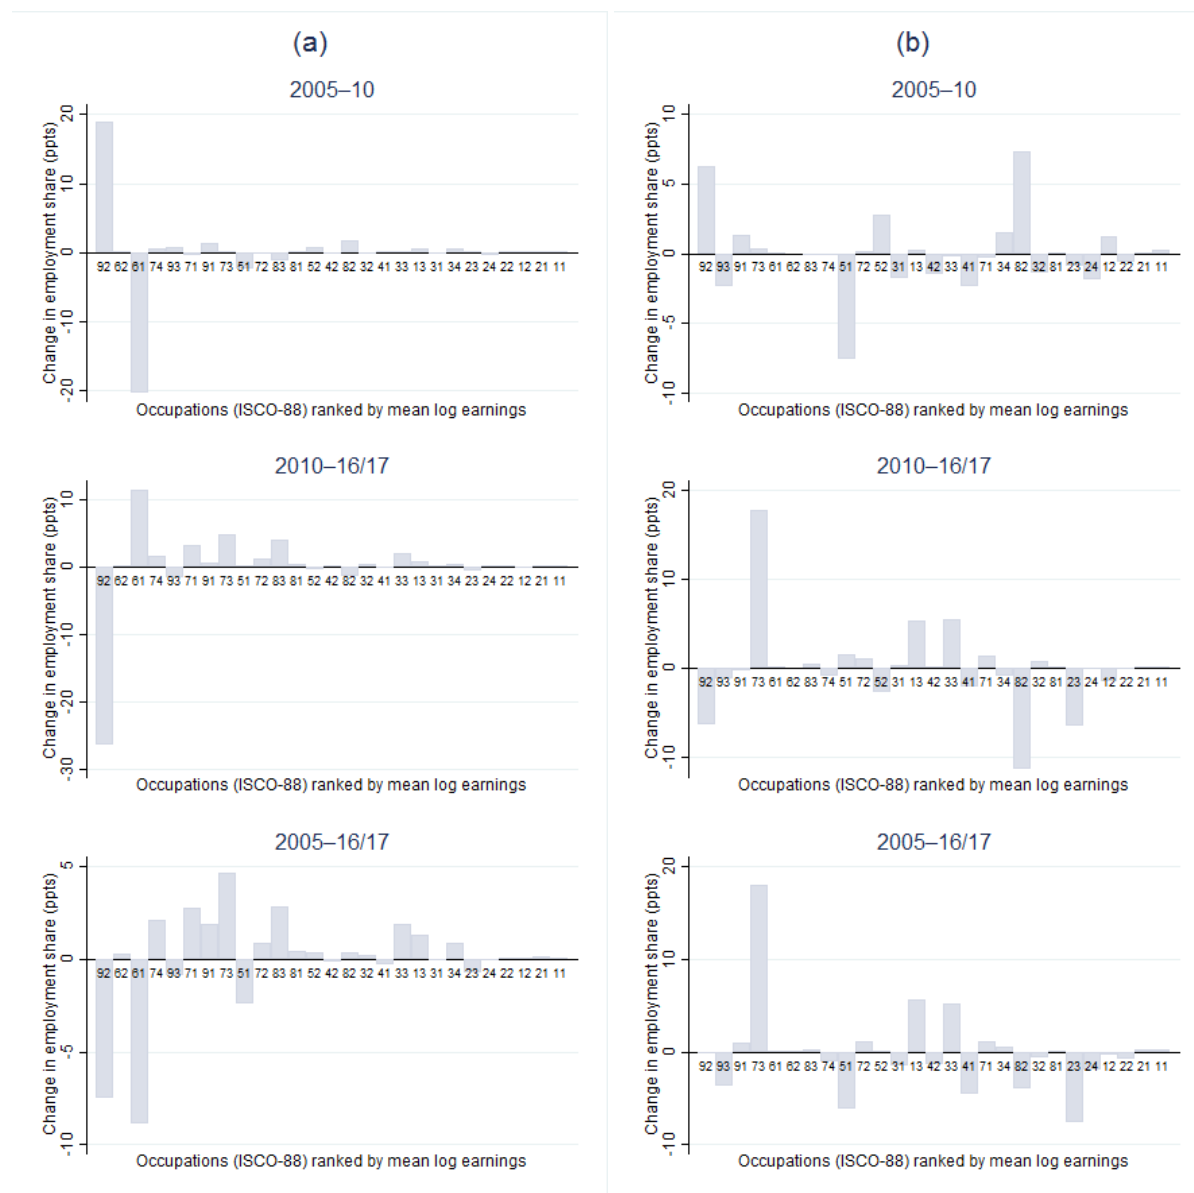 (a)
2005–10
Change in employment share (ppts)
20
10
0
-10
-20
92 62 61 74 93 71 91 73 51 72 83 81 52 42 82 32 41 33 13 31 34 23 24 22 12 21 11
Occupations (ISCO-88) ranked by mean log earnings
2010–16/17
Change in employment share (ppts)
10
0
-10
-20
-30
92 62 61 74 93 71 91 73 51 72 83 81 52 42 82 32 41 33 13 31 34 23 24 22 12 21 11
Occupations (ISCO-88) ranked by mean log earnings
2005–16/17
Change in employment share (ppts)
5
0
-5
-10
92 62 61 74 93 71 91 73 51 72 83 81 52 42 82 32 41 33 13 31 34 23 24 22 12 21 11
Occupations (ISCO-88) ranked by mean log earnings
(b)
2005–10
Change in employment share (ppts)
10
5
0
-5
-10
92 93 91 73 61 62 83 74 51 72 52 31 13 42 33 41 71 34 82 32 81 23 24 12 22 21 11
Occupations (ISCO-88) ranked by mean log earnings
2010–16/17
Change in employment share (ppts)
20
10
0
-10
92 93 91 73 61 62 83 74 51 72 52 31 13 42 33 41 71 34 82 32 81 23 24 12 22 21 11
Occupations (ISCO-88) ranked by mean log earnings
2005–16/17
Change in employment share (ppts)
20
10
0
-10
92 93 91 73 61 62 83 74 51 72 52 31 13 42 33 41 71 34 82 32 81 23 24 12 22 21 11
Occupations (ISCO-88) ranked by mean log earnings